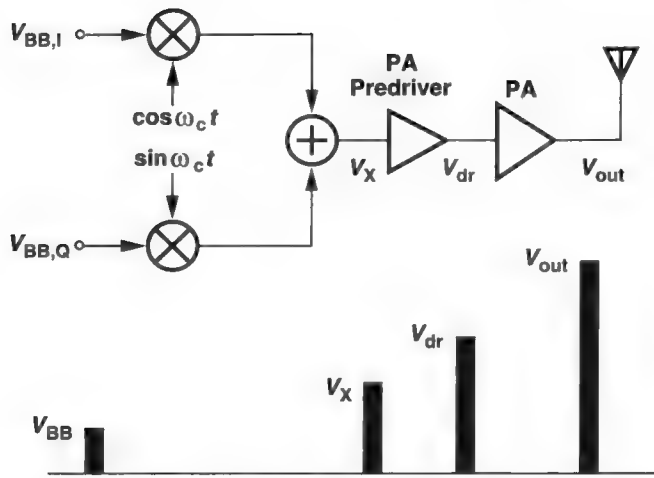 V_BB,I
PA Predriver
PA
cos ω_c t
sin ω_c t
V_X
V_dr
V_out
V_BB,Q
V_out
V_dr
V_X
V_BB